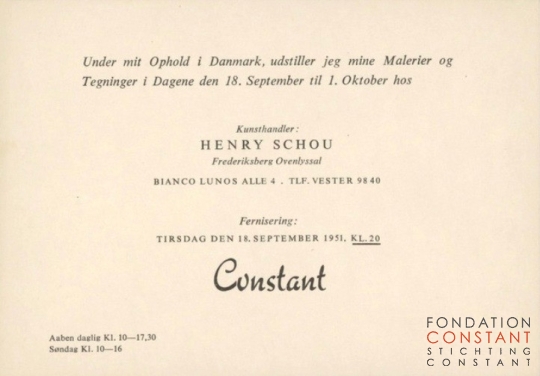 Under mit Ophold i Danmark, udstiller jeg mine Malerier og
Tegninger i Dagene den 18. September til 1. Oktober hos
Kunsthandler:
HENRY SCHOU
Frederiksberg Ovenlyssal
BIANCO LUNOS ALLE 4 . TLF. VESTER 98 40
Fernisering:
TIRSDAG DEN 18. SEPTEMBER 1951, KL. 20
Constant
Aaben daglig Kl. 10—17,30
Søndag Kl. 10—16
FONDATION
CONSTANT
STICHTING
CONSTANT